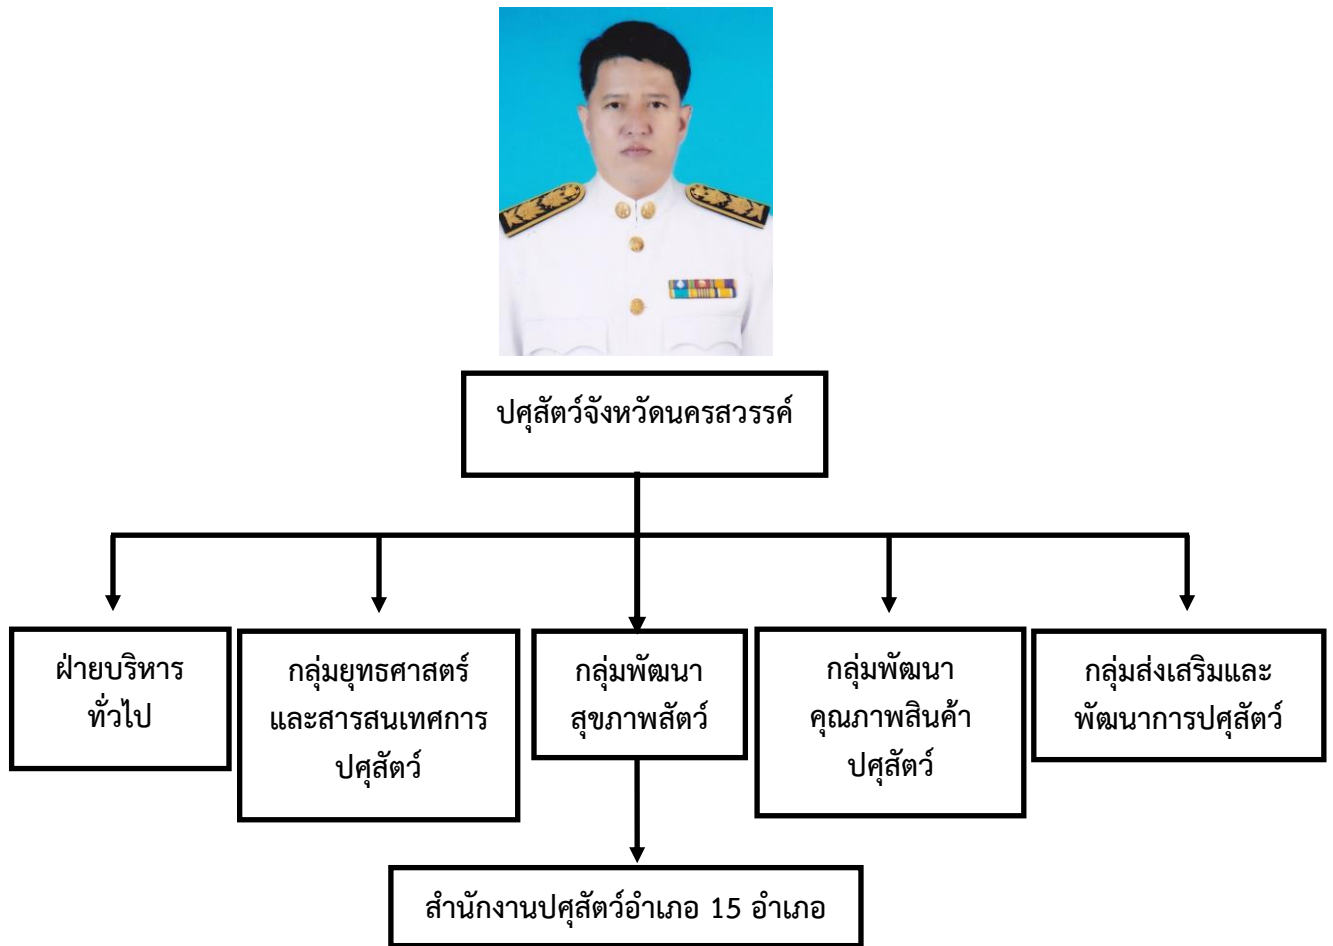 ปศุสัตว์จังหวัดนครสวรรค์
ฝ่ายบริหาร
ทั่วไป
กลุ่มยุทธศาสตร์
และสารสนเทศการ
ปศุสัตว์
กลุ่มพัฒนา
สุขภาพสัตว์
กลุ่มพัฒนา
คุณภาพสินค้า
ปศุสัตว์
กลุ่มส่งเสริมและ
พัฒนาการปศุสัตว์
สำนักงานปศุสัตว์อำเภอ 15 อำเภอ